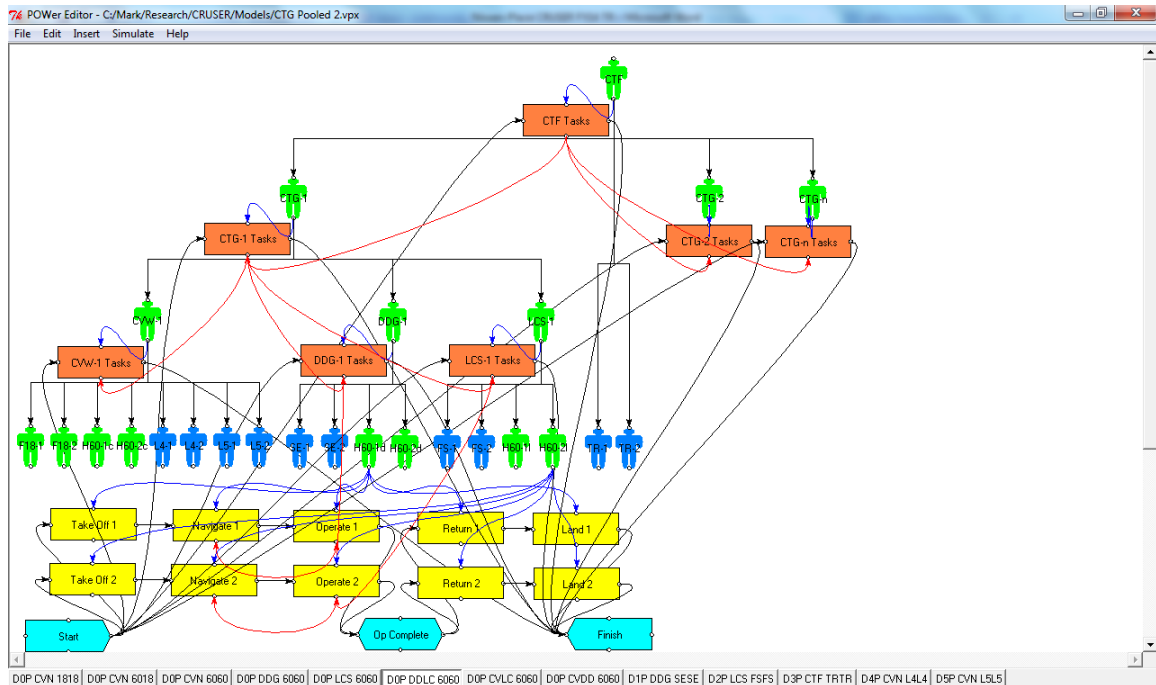 POWer Editor - C:/Mark/Research/CRUSER/Models/CTG Pooled 2.vpx
File Edit Insert Simulate Help
CTF
CTF Tasks
CTG-1 CTG-2 CTG-n
CTG-1 Tasks CTG-2 Tasks CTG-n Tasks
CVW-1 DDG-1 LCS-1
CVW-1 Tasks DDG-1 Tasks LCS-1 Tasks
F18-1 F18-2 H60-1c H60-2c L4-1 L4-2 L5-1 L5-2 SE-1 SE-2 H60-1d H60-2d FS-1 FS-2 H60-1l H60-2l TR-1 TR-2
Take Off 1 Navigate 1 Operate 1 Return 1 Land 1
Take Off 2 Navigate 2 Operate 2 Return 2 Land 2
Start Op Complete Finish
D0P CVN 1818 D0P CVN 6018 D0P CVN 6060 D0P DDG 6060 D0P LCS 6060 D0P DDLC 6060 D0P CVLC 6060 D0P CVDD 6060 D1P DDG SESE D2P LCS FSFS D3P CTF TRTR D4P CVN L4L4 D5P CVN L5L5